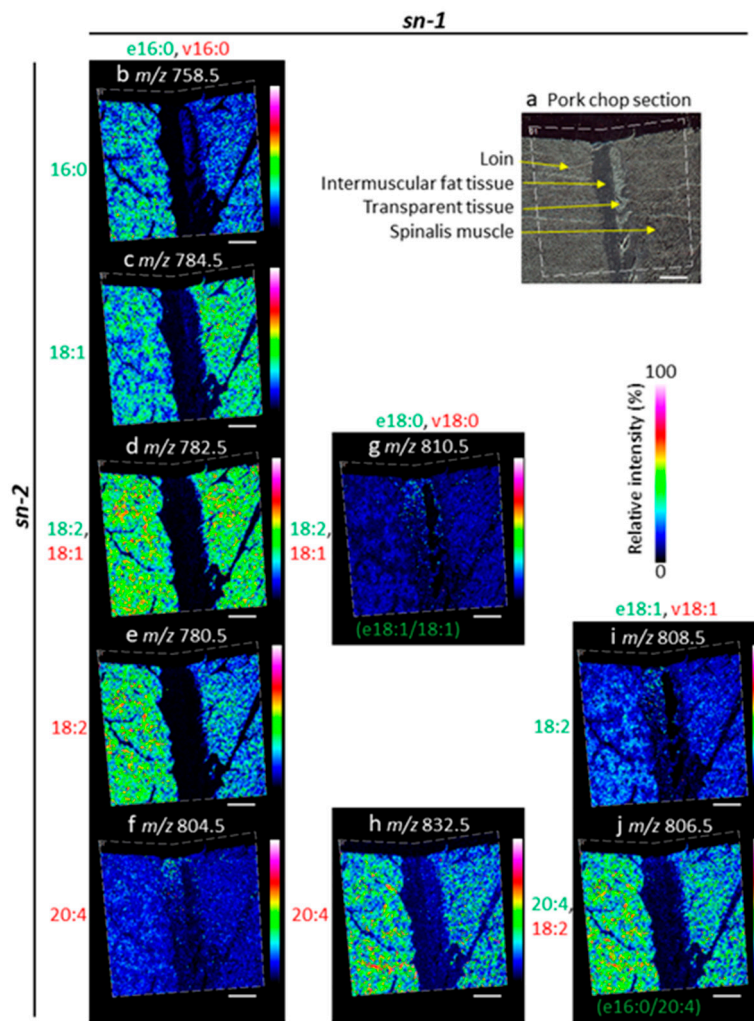 sn-1
e16:0, v16:0
b m/z 758.5
16:0
a Pork chop section
Loin
Intermuscular fat tissue
Transparent tissue
Spinalis muscle
c m/z 784.5
18:1
sn-2
100
Relative intensity (%)
0
d m/z 782.5
18:2,
18:1
e18:0, v18:0
g m/z 810.5
18:2,
18:1
(e18:1/18:1)
e m/z 780.5
18:2
e18:1, v18:1
i m/z 808.5
18:2
f m/z 804.5
20:4
h m/z 832.5
20:4
j m/z 806.5
20:4,
18:2
(e16:0/20:4)